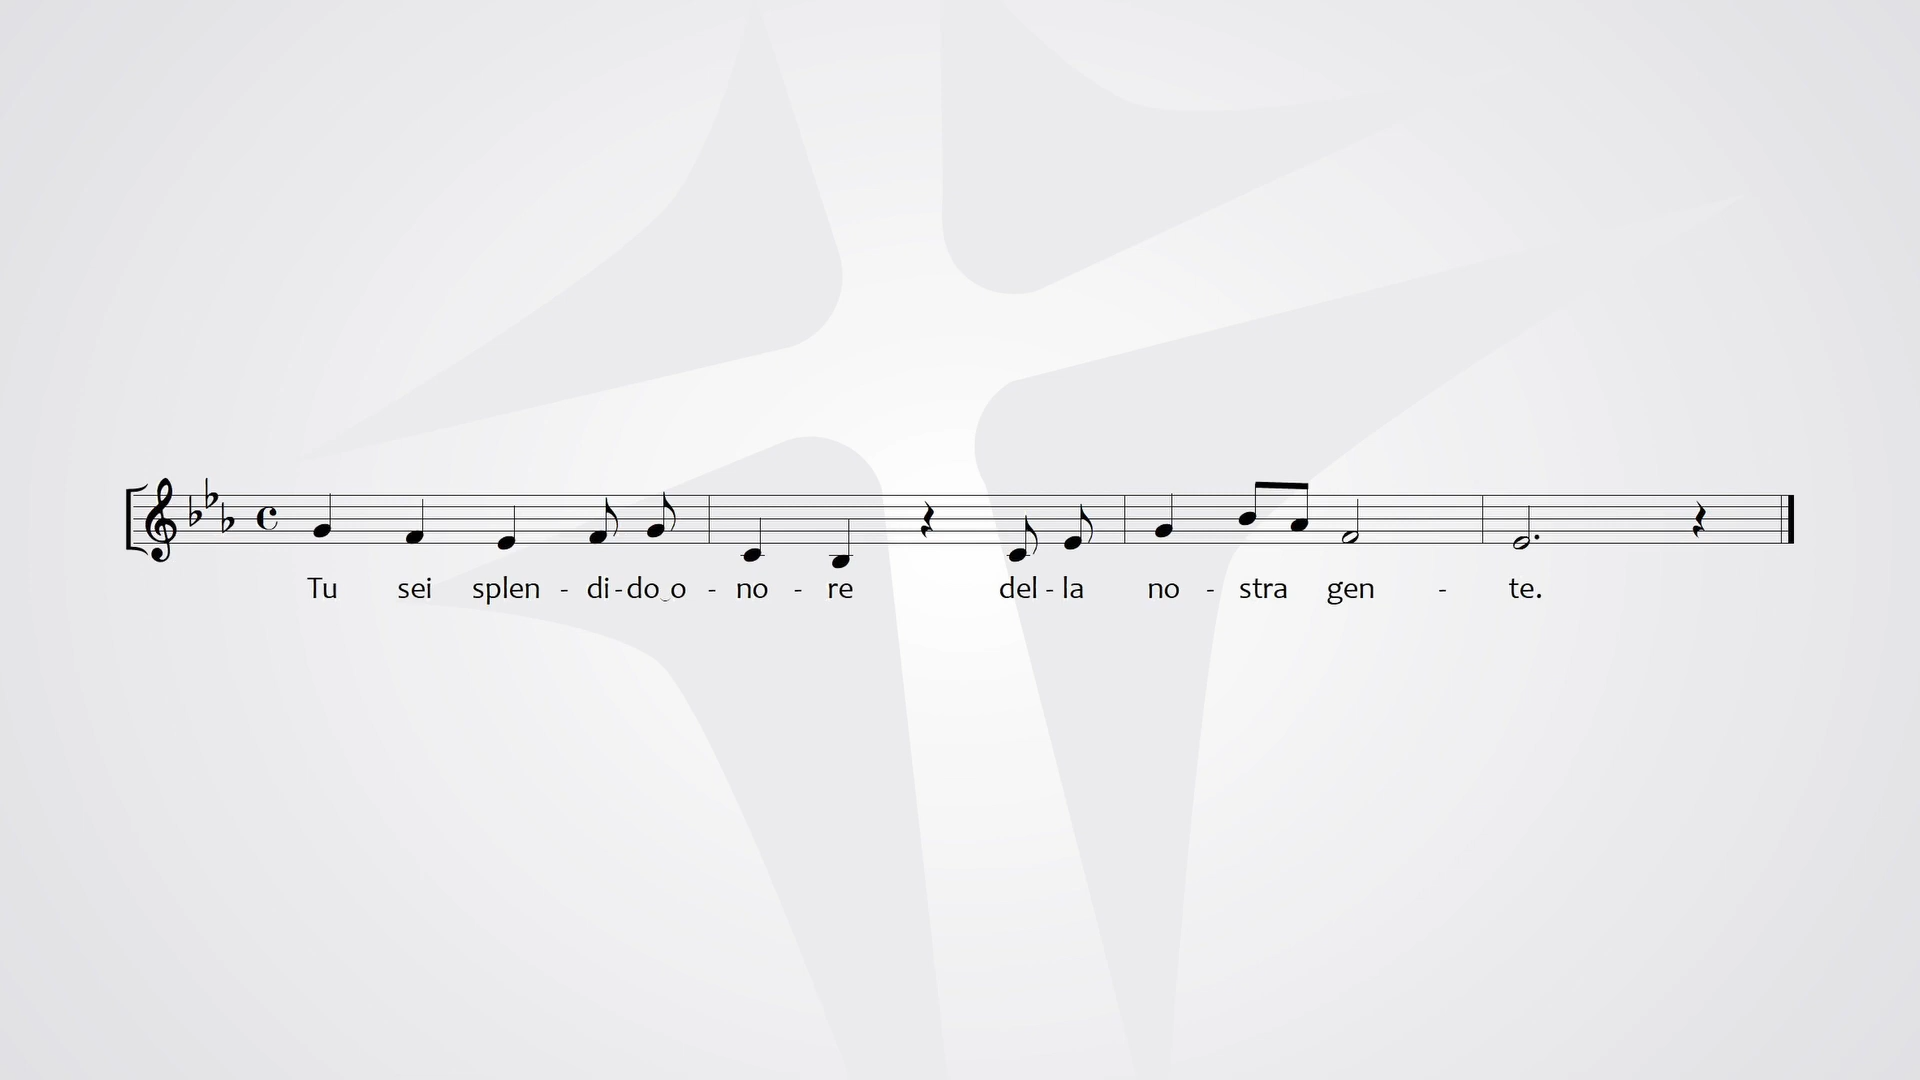 Tu sei splen - di - do‿o - no - re del - la no - stra gen - te.